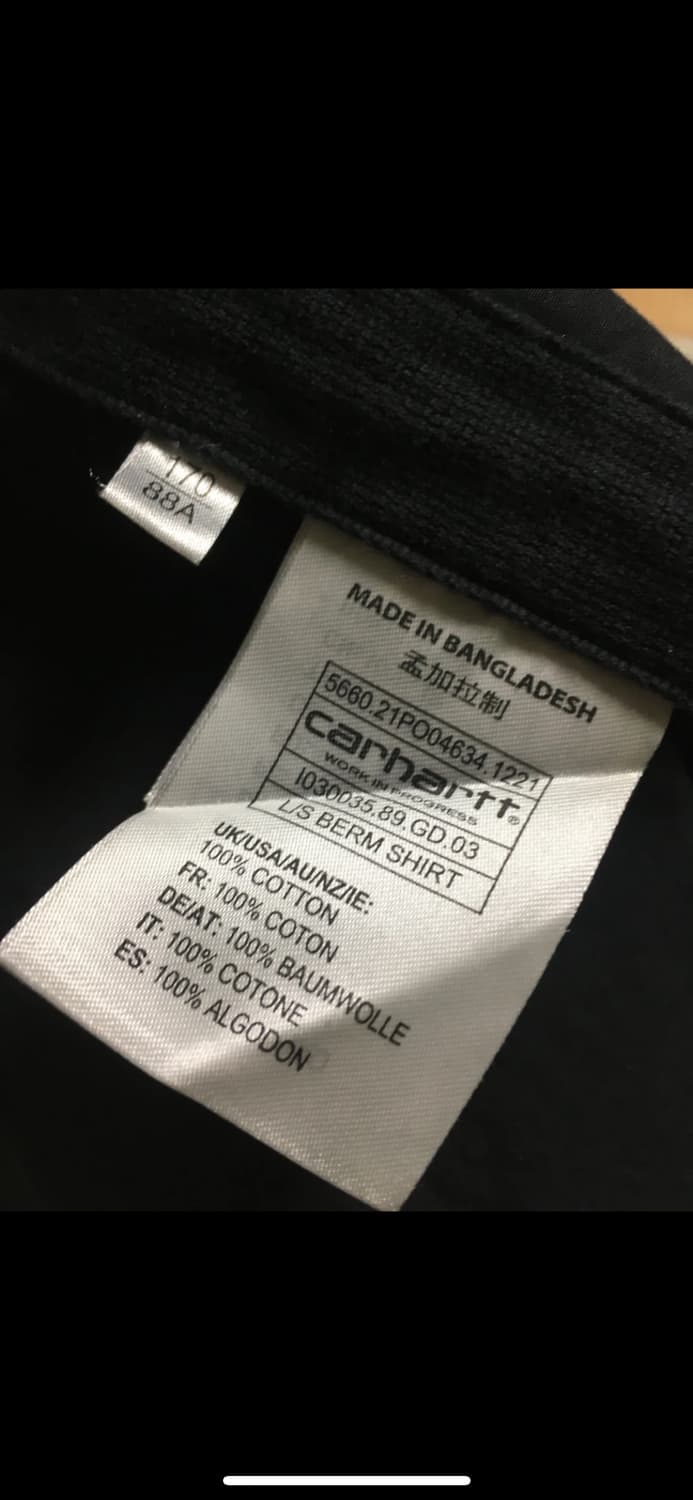 170
88A
MADE IN BANGLADESH
孟加拉制
5660.21PO04634.1221
carhartt®
WORK IN PROGRESS
I030035.89.GD.03
L/S BERM SHIRT
UK/USA/AU/NZ/IE:
100% COTTON
FR: 100% COTON
DE/AT: 100% BAUMWOLLE
IT: 100% COTONE
ES: 100% ALGODON